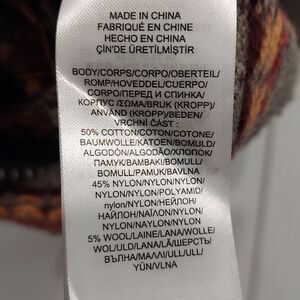 MADE IN CHINA
FABRIQUÉ EN CHINE
HECHO EN CHINA
ÇİN'DE ÜRETİLMİŞTİR
BODY/CORPS/CORPO/OBERTEIL/
ROMP/HOVEDDEL/CUERPO/
CORPO/ПЕРЕД И СПИНКА/
КОРПУС /ΣΩΜΑ/BRUK (KROPP)/
ANVÄND (KROPP)/BEDEN/
VRCHNÍ ČÁST :
50% COTTON/COTON/COTONE/
BAUMWOLLE/KATOEN/BOMULD/
ALGODÓN/ALGODÃO/ХЛОПОК/
ПАМУК/ΒΑΜΒΑΚΙ/BOMULL/
BOMULL/PAMUK/BAVLNA
45% NYLON/NYLON/NYLON/
NYLON/NYLON/POLYAMID/
nylon/NYLON/НЕЙЛОН/
НАЙЛОН/ΝΑΪΛΟΝ/NYLON/
NYLON/NAYLON/NYLON
5% WOOL/LAINE/LANA/WOLLE/
WOL/ULD/LANA/LÃ/ШЕРСТЬ/
ВЪЛНА/ΜΑΛΛΙ/ULL/ULL/
YÜN/VLNA